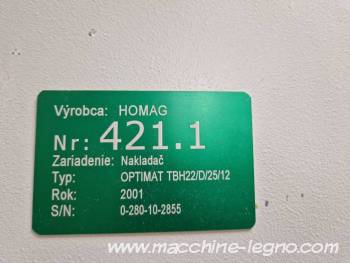 Výrobca: HOMAG
Nr: 421.1
Zariadenie: Nakladač
Typ: OPTIMAT TBH22/D/25/12
Rok: 2001
S/N: 0-280-10-2855
www.macchine-legno.com